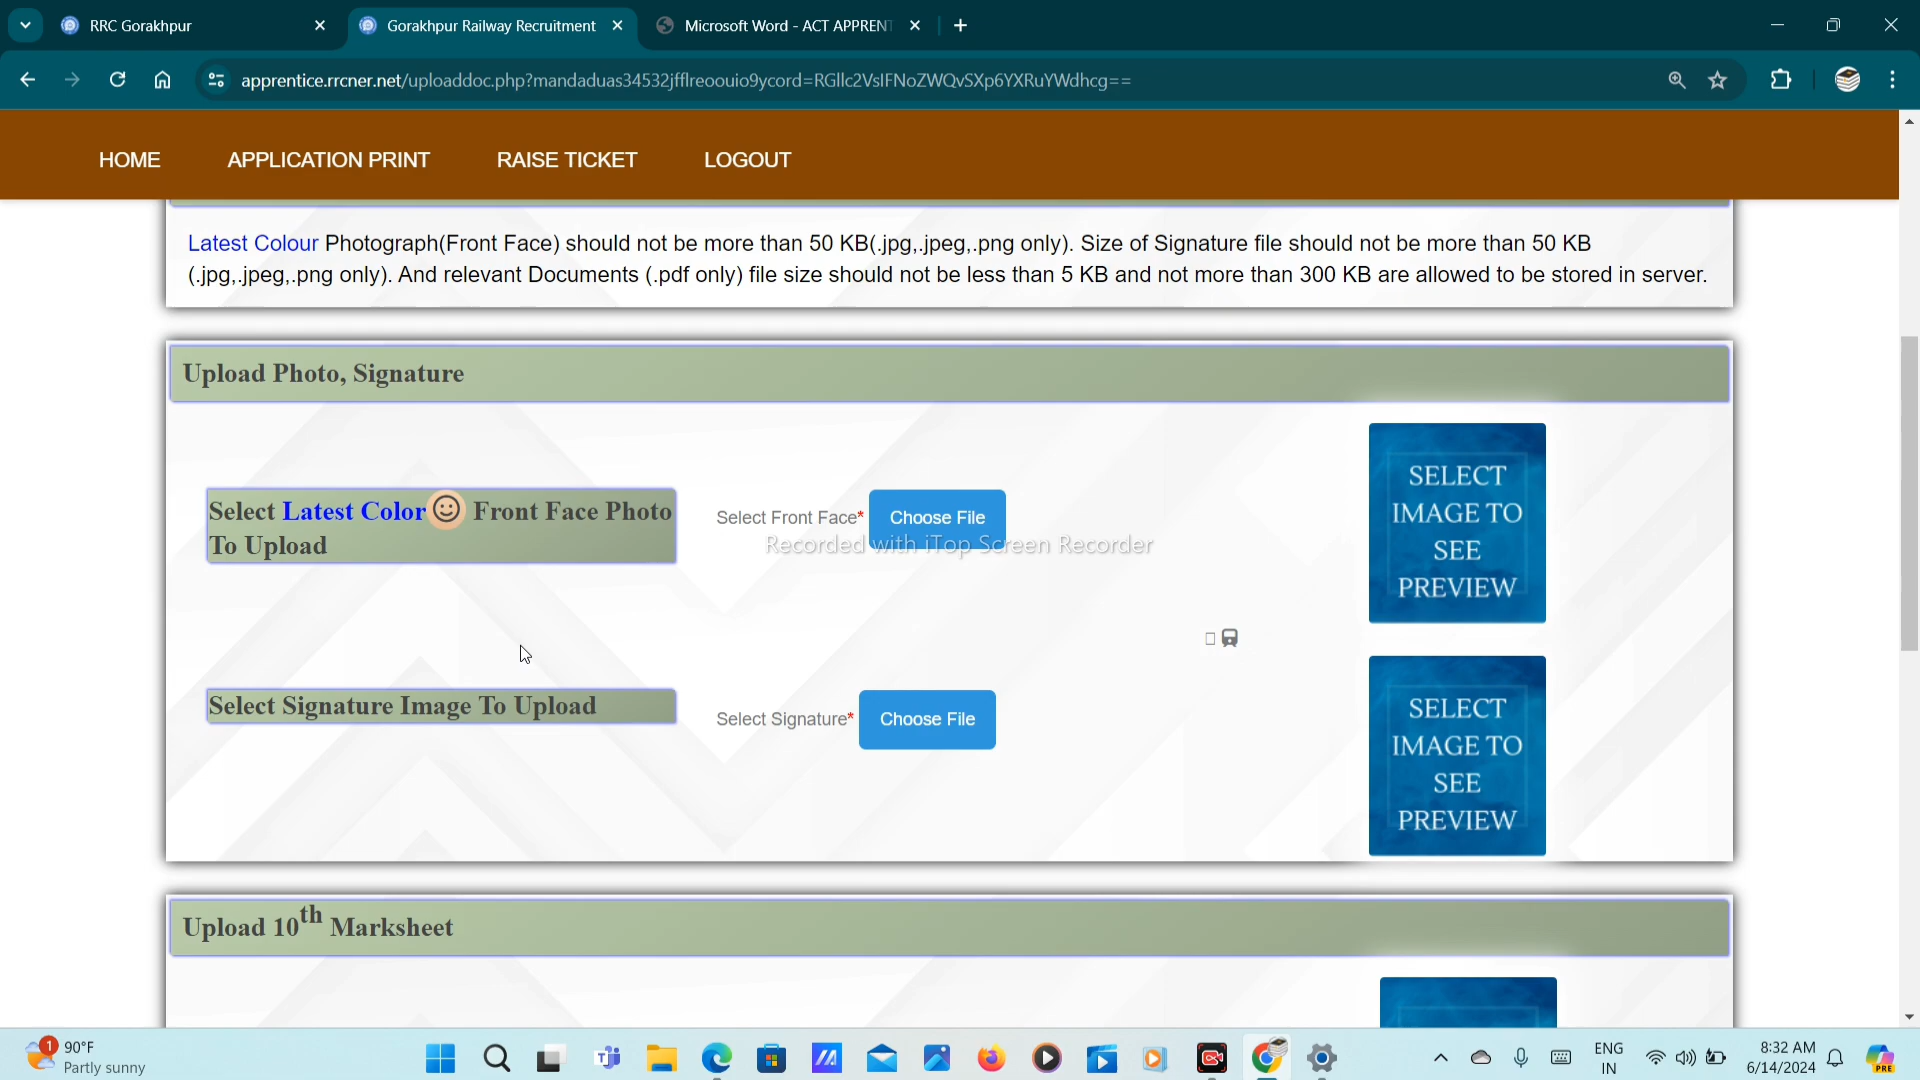 RRC Gorakhpur
Gorakhpur Railway Recruitment
Microsoft Word - ACT APPRENT
apprentice.rrcner.net/uploaddoc.php?mandaduas34532jfflreoouio9ycord=RGllc2VsIFNoZWQvSXp6YXRuYWdhcg==
HOME
APPLICATION PRINT
RAISE TICKET
LOGOUT
Latest Colour Photograph(Front Face) should not be more than 50 KB(.jpg,.jpeg,.png only). Size of Signature file should not be more than 50 KB
(.jpg,.jpeg,.png only). And relevant Documents (.pdf only) file size should not be less than 5 KB and not more than 300 KB are allowed to be stored in server.
Upload Photo, Signature
Select Latest Color Front Face Photo
To Upload
Select Front Face*
Choose File
Recorded with iTop Screen Recorder
SELECT
IMAGE TO
SEE
PREVIEW
Select Signature Image To Upload
Select Signature*
Choose File
SELECT
IMAGE TO
SEE
PREVIEW
Upload 10th Marksheet
1
90°F
Partly sunny
ENG
IN
8:32 AM
6/14/2024
PRE